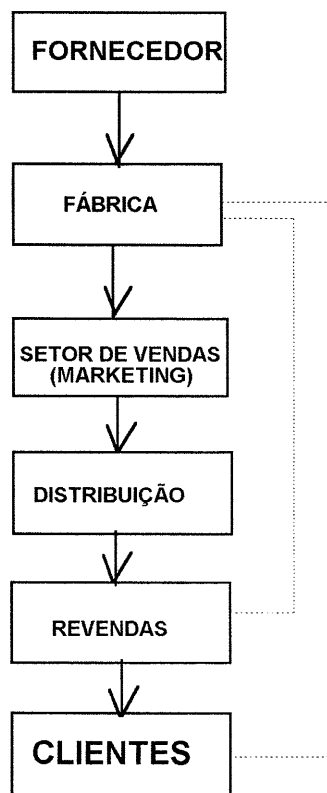 FORNECEDOR
FÁBRICA
SETOR DE VENDAS
(MARKETING)
DISTRIBUIÇÃO
REVENDAS
CLIENTES